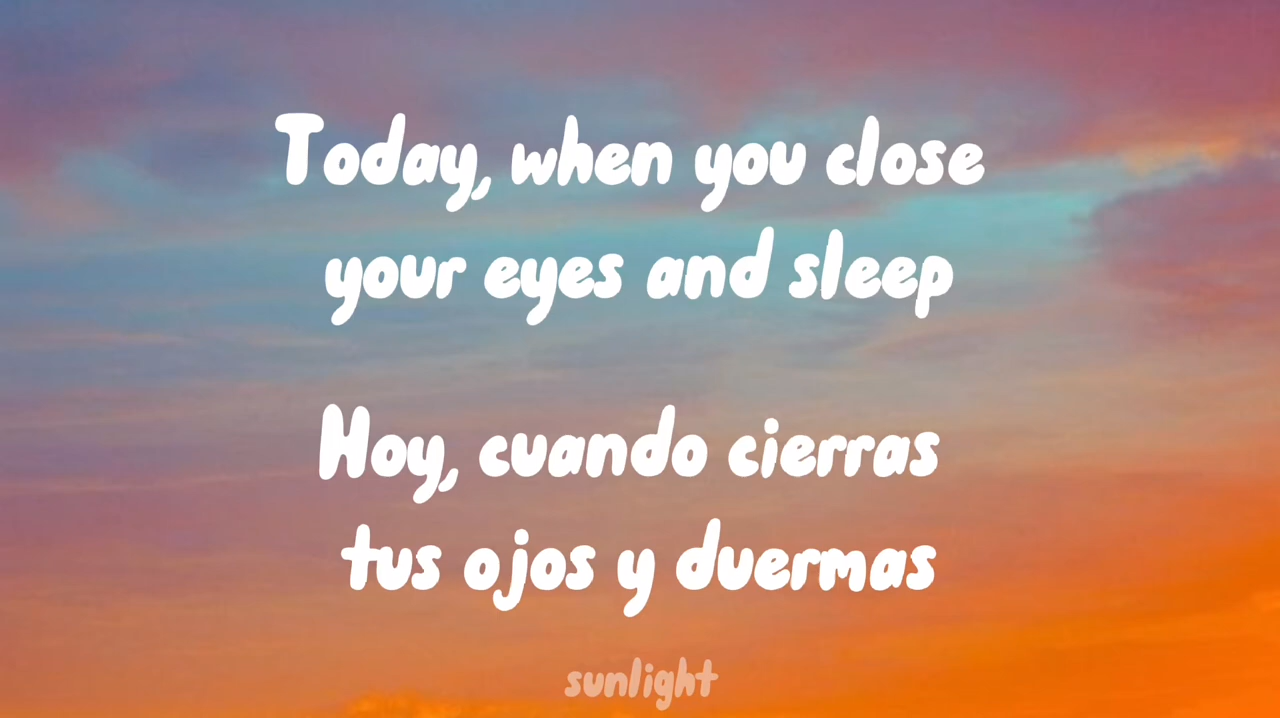 Today, when you close
your eyes and sleep
Hoy, cuando cierras
tus ojos y duermas
sunlight